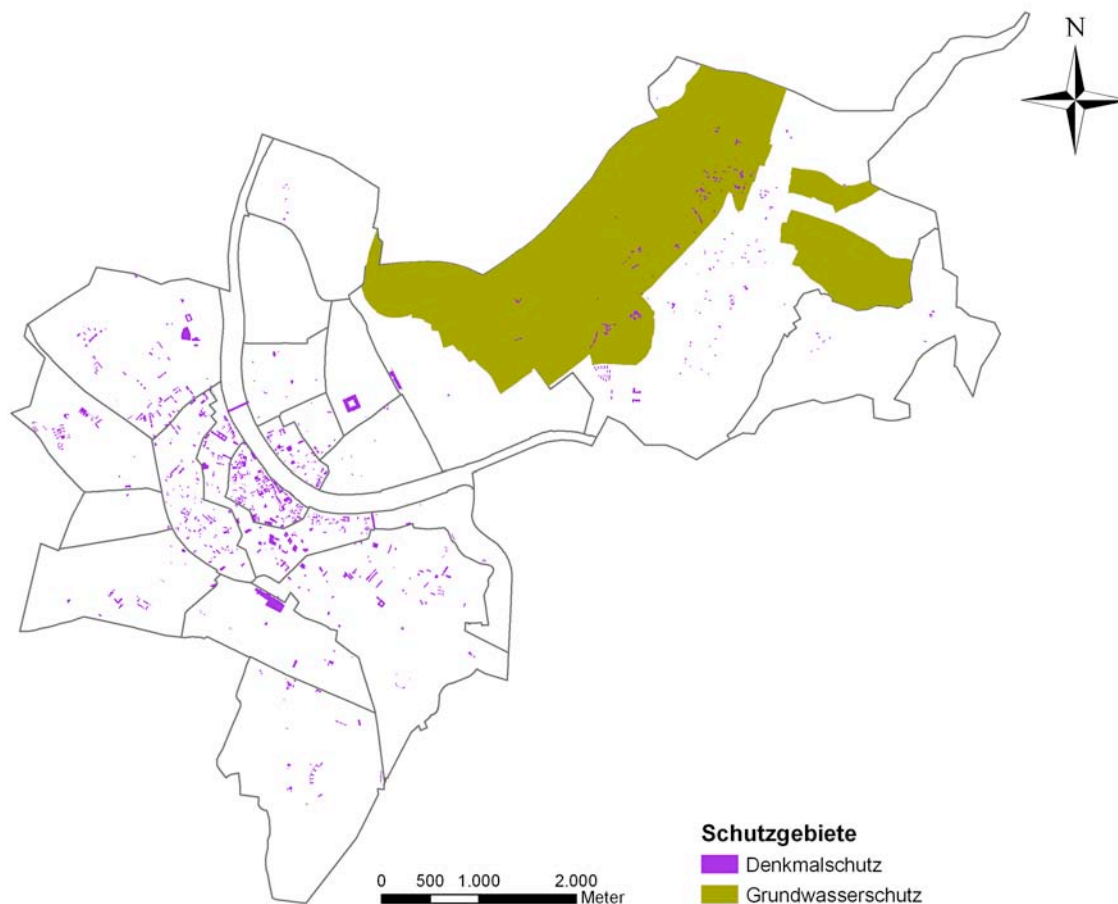 N
Schutzgebiete
Denkmalschutz
Grundwasserschutz
0 500 1.000 2.000
Meter